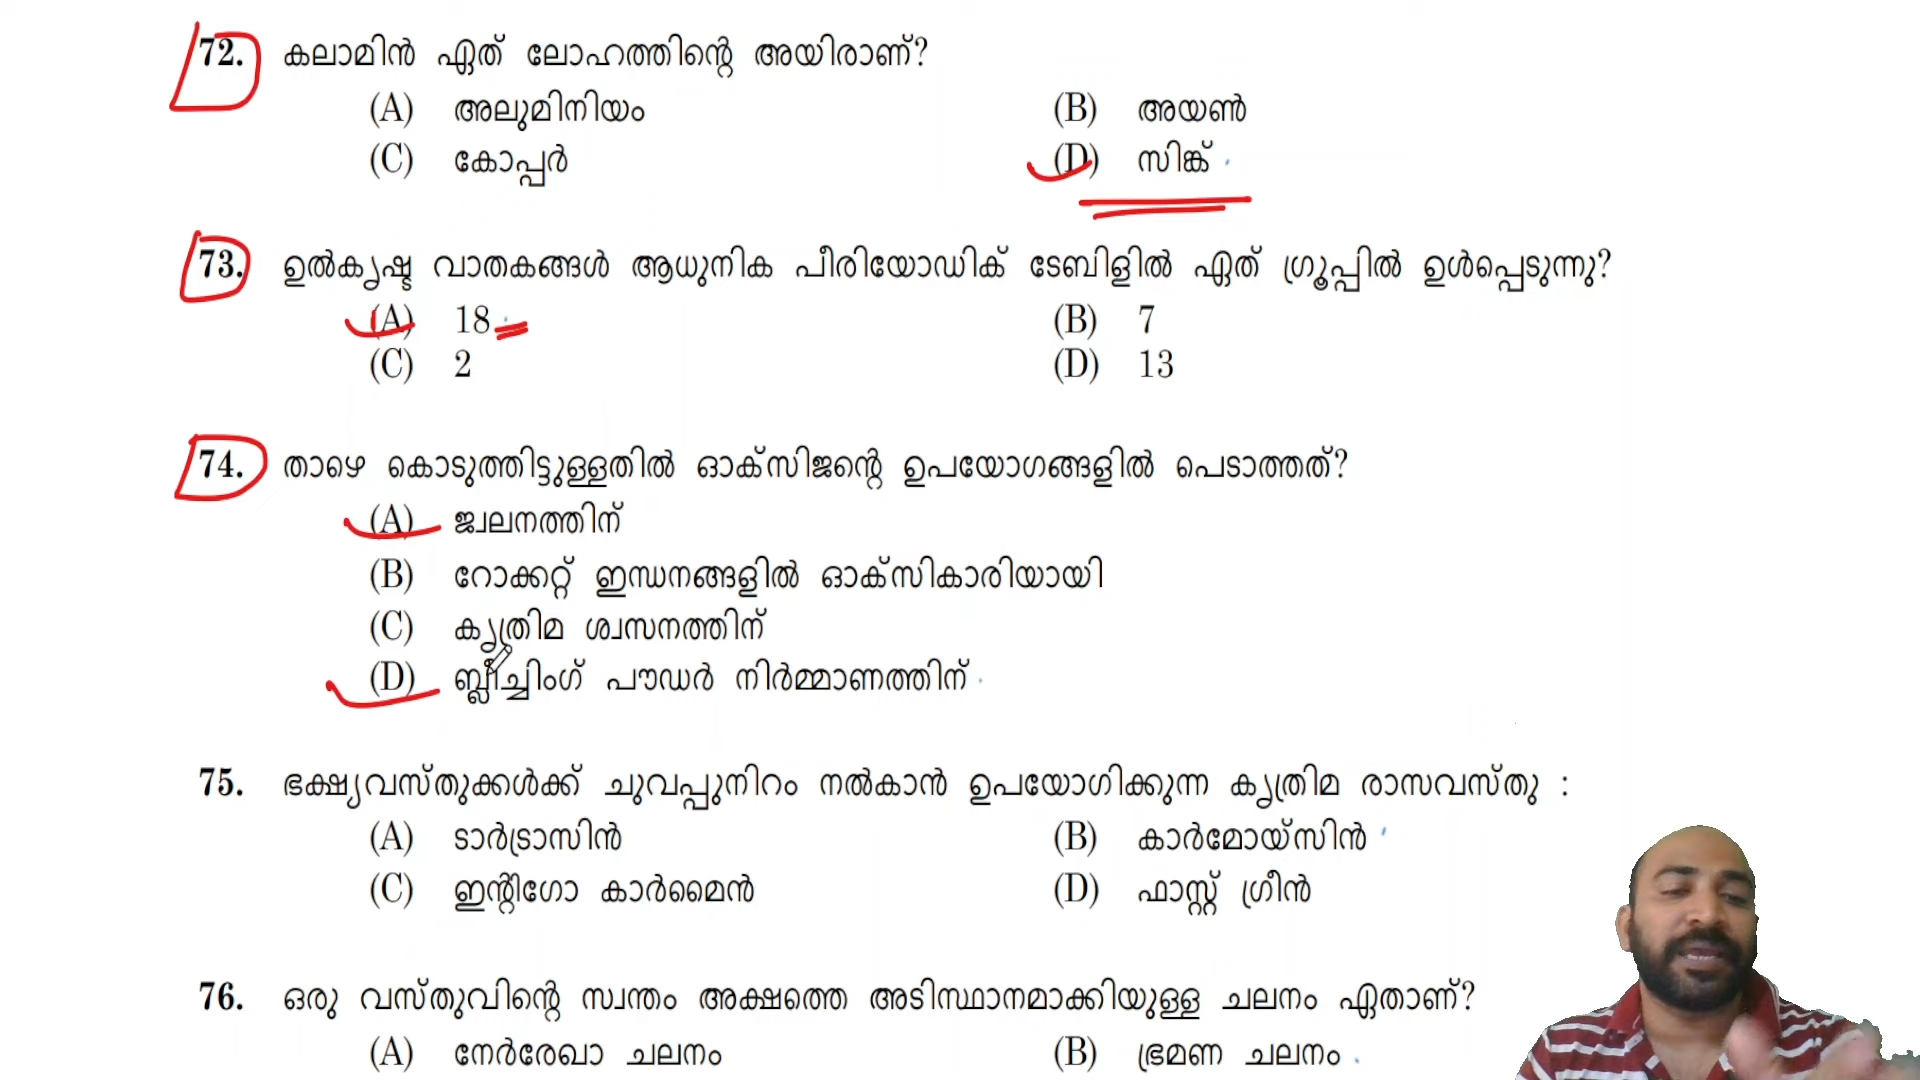 72. കലാമിൻ ഏത് ലോഹത്തിന്റെ അയിരാണ്?
(A) അലുമിനിയം (B) അയൺ
(C) കോപ്പർ (D) സിങ്ക്
73. ഉൽകൃഷ്ട വാതകങ്ങൾ ആധുനിക പീരിയോഡിക് ടേബിളിൽ ഏത് ഗ്രൂപ്പിൽ ഉൾപ്പെടുന്നു?
(A) 18 (B) 7
(C) 2 (D) 13
74. താഴെ കൊടുത്തിട്ടുള്ളതിൽ ഓക്സിജന്റെ ഉപയോഗങ്ങളിൽ പെടാത്തത്?
(A) ജ്വലനത്തിന്
(B) റോക്കറ്റ് ഇന്ധനങ്ങളിൽ ഓക്സികാരിയായി
(C) കൃത്രിമ ശ്വസനത്തിന്
(D) ബ്ലീച്ചിംഗ് പൗഡർ നിർമ്മാണത്തിന്
75. ഭക്ഷ്യവസ്തുക്കൾക്ക് ചുവപ്പുനിറം നൽകാൻ ഉപയോഗിക്കുന്ന കൃത്രിമ രാസവസ്തു :
(A) ടാർട്രാസിൻ (B) കാർമോയ്സിൻ
(C) ഇന്റിഗോ കാർമൈൻ (D) ഫാസ്റ്റ് ഗ്രീൻ
76. ഒരു വസ്തുവിന്റെ സ്വന്തം അക്ഷത്തെ അടിസ്ഥാനമാക്കിയുള്ള ചലനം ഏതാണ്?
(A) നേർരേഖാ ചലനം (B) ഭ്രമണ ചലനം